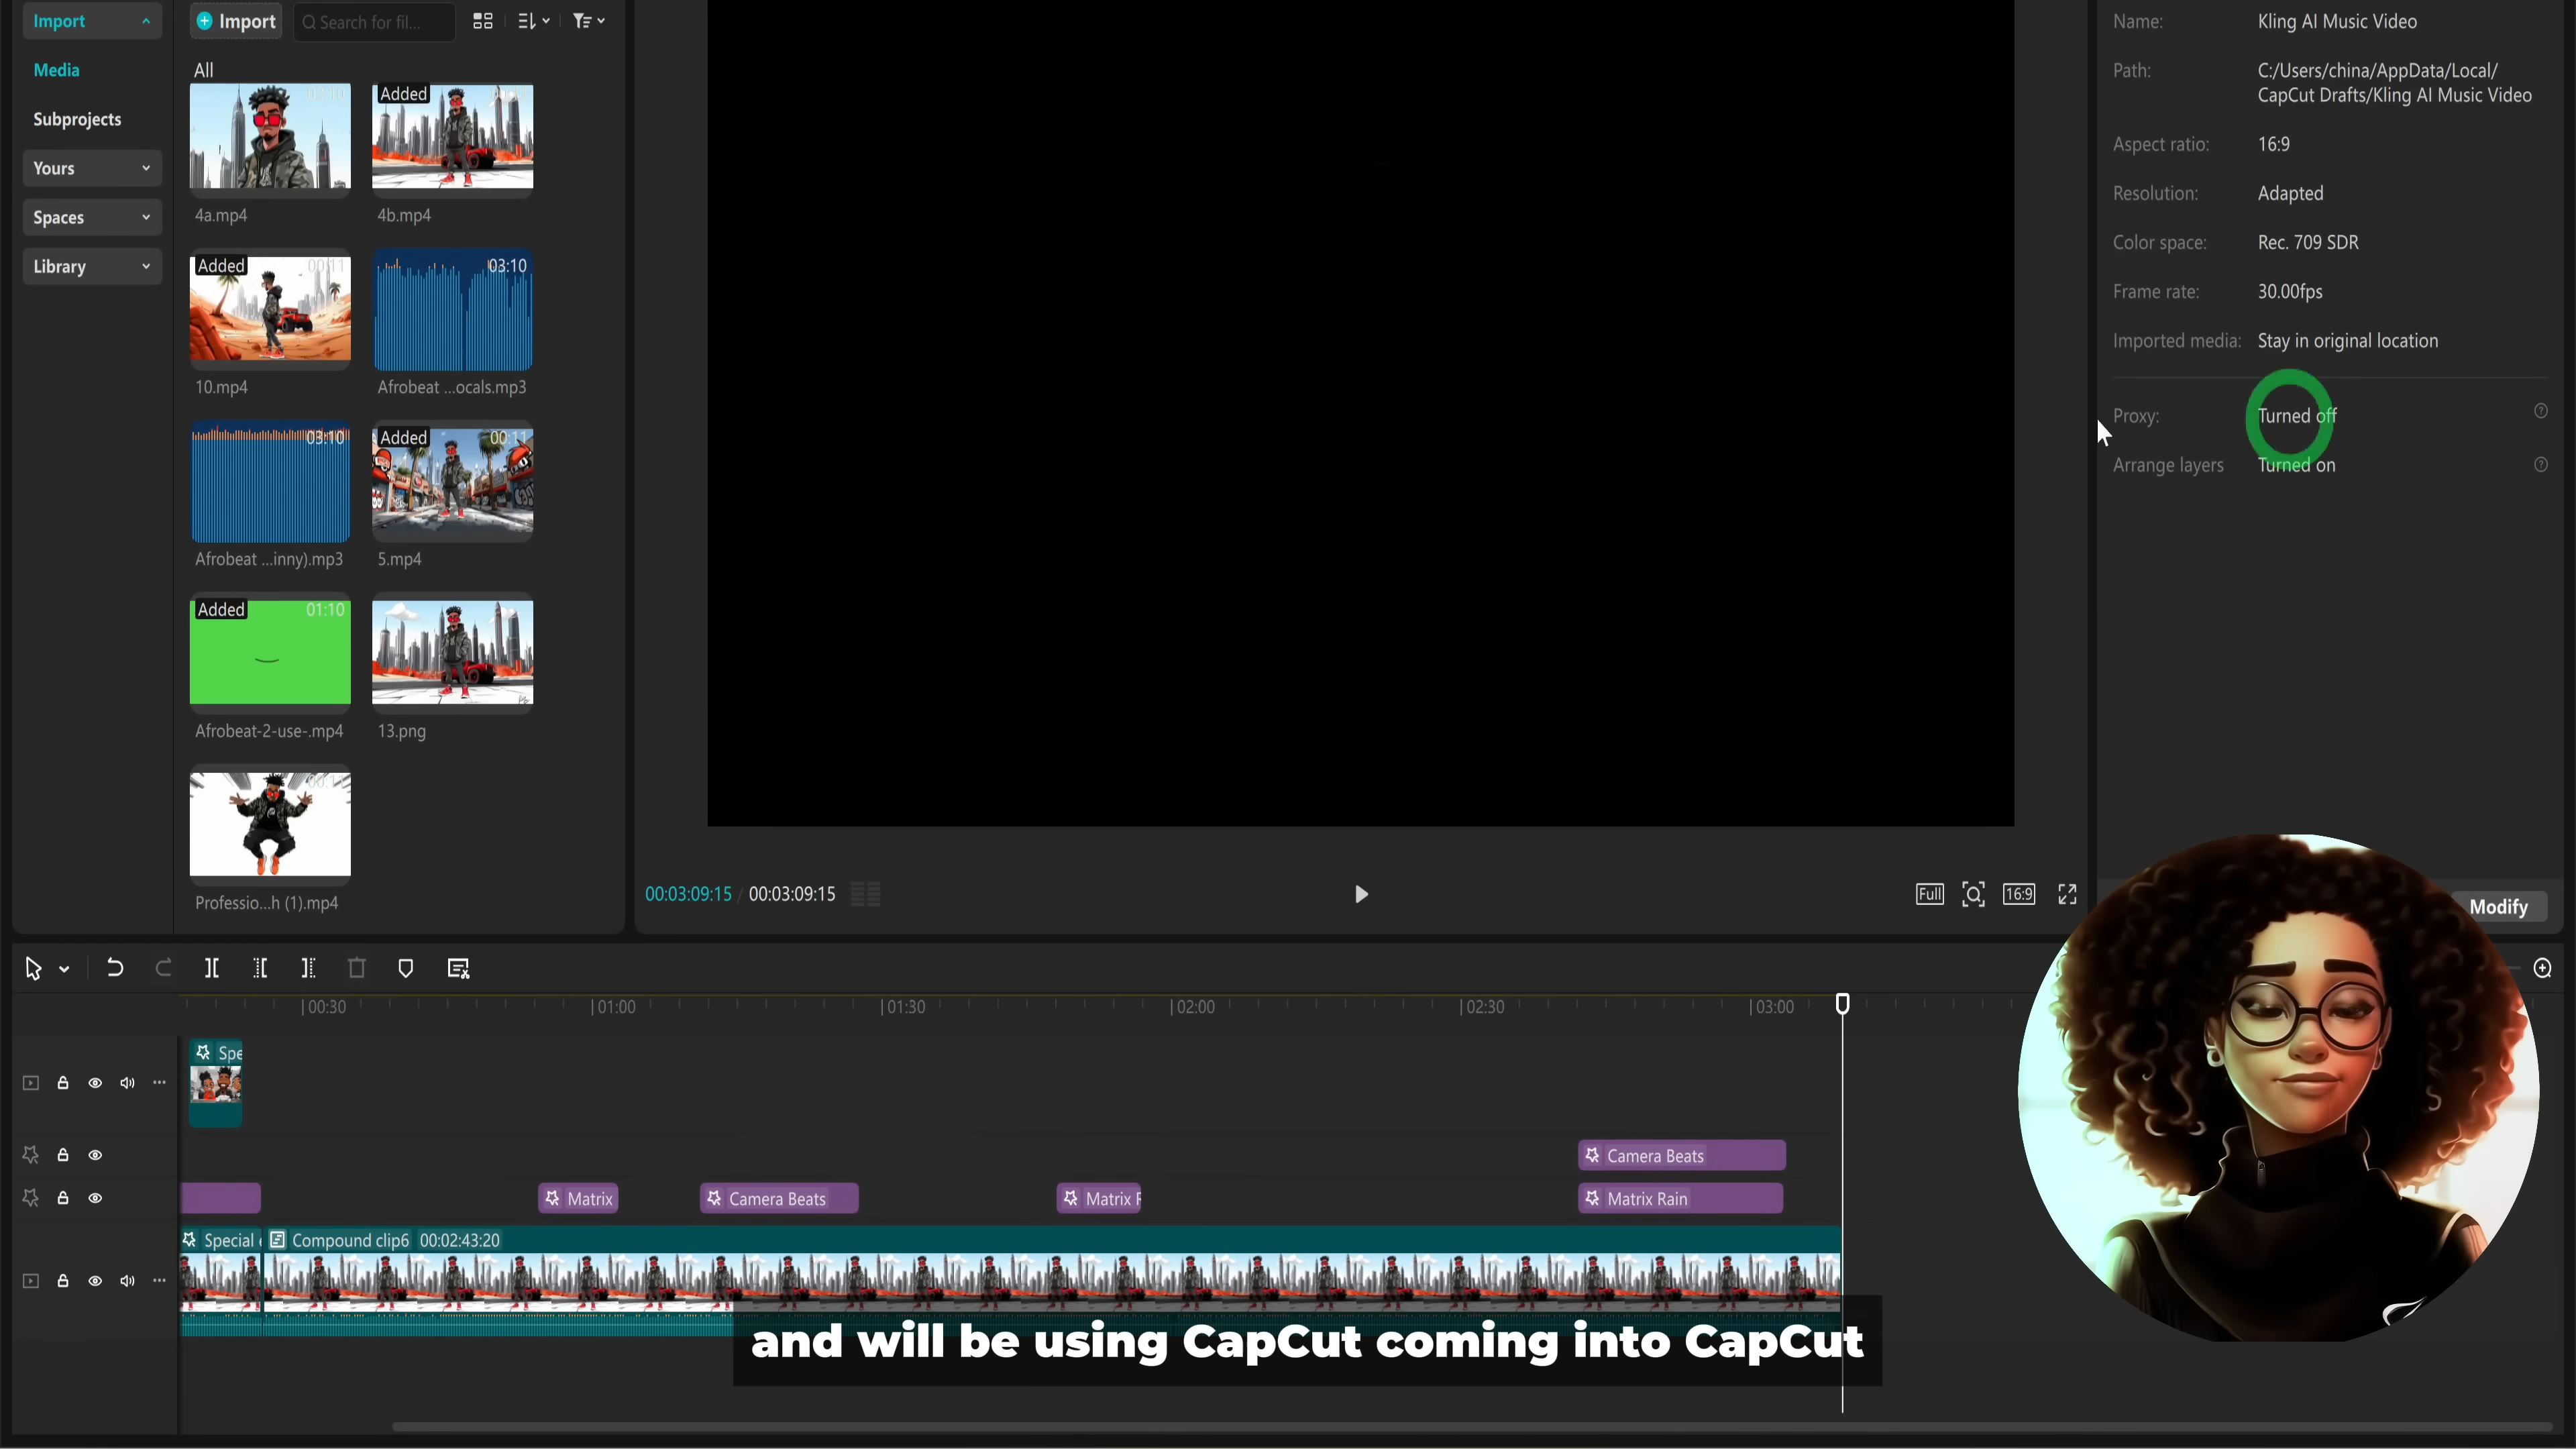 Import
Media
Subprojects
Yours
Spaces
Library
Import
Search for fil...
All
4a.mp4
Added
4b.mp4
Added 00:11
10.mp4
03:10
Afrobeat ...ocals.mp3
03:10
Afrobeat ...inny).mp3
Added 00:11
5.mp4
Added 01:10
Afrobeat-2-use-.mp4
13.png
Professio...h (1).mp4
00:03:09:15 / 00:03:09:15
Full
16:9
Name: Kling AI Music Video
Path: C:/Users/china/AppData/Local/
CapCut Drafts/Kling AI Music Video
Aspect ratio: 16:9
Resolution: Adapted
Color space: Rec. 709 SDR
Frame rate: 30.00fps
Imported media: Stay in original location
Proxy: Turned off
Arrange layers Turned on
Modify
00:30 01:00 01:30 02:00 02:30 03:00
Spe
Camera Beats
Matrix Camera Beats Matrix R Matrix Rain
Special e Compound clip6 00:02:43:20
and will be using CapCut coming into CapCut